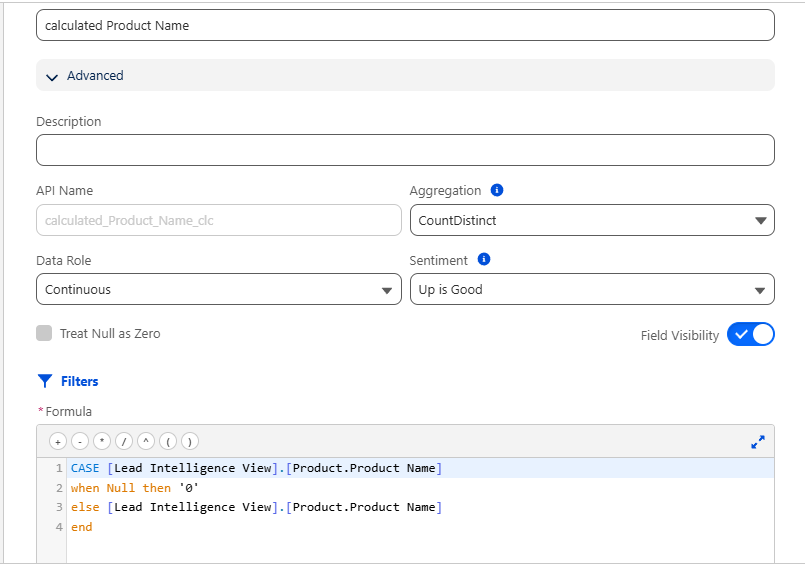 calculated Product Name
Advanced
Description
API Name
Aggregation
calculated_Product_Name_clc
CountDistinct
Data Role
Sentiment
Continuous
Up is Good
Treat Null as Zero
Field Visibility
Filters
*Formula
+ - * / ^ ( )
1 CASE [Lead Intelligence View].[Product.Product Name]
2 when Null then '0'
3 else [Lead Intelligence View].[Product.Product Name]
4 end